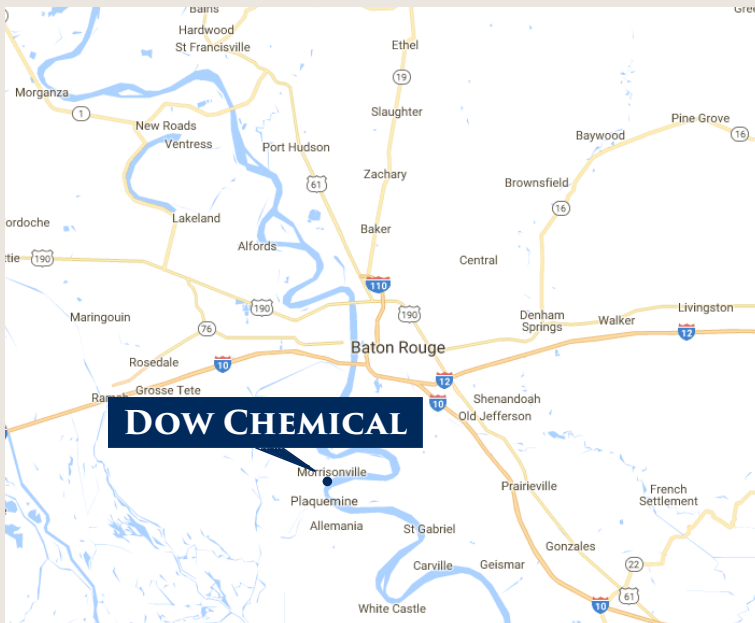 Bains
Hardwood
St Francisville
Ethel
19
Morganza
1
Slaughter
New Roads
Ventress
Port Hudson
Pine Grove
16
Baywood
61
Zachary
Brownsfield
16
Lakeland
Baker
Alfords
190
Central
110
190
190
Maringouin
76
Denham
Springs
Walker
Livingston
12
Baton Rouge
Rosedale
10
12
Grosse Tete
10
Shenandoah
Old Jefferson
DOW CHEMICAL
Morrisonville
Plaquemine
Prairieville
French
Settlement
Allemania
St Gabriel
Gonzales
Carville
Geismar
22
61
10
White Castle